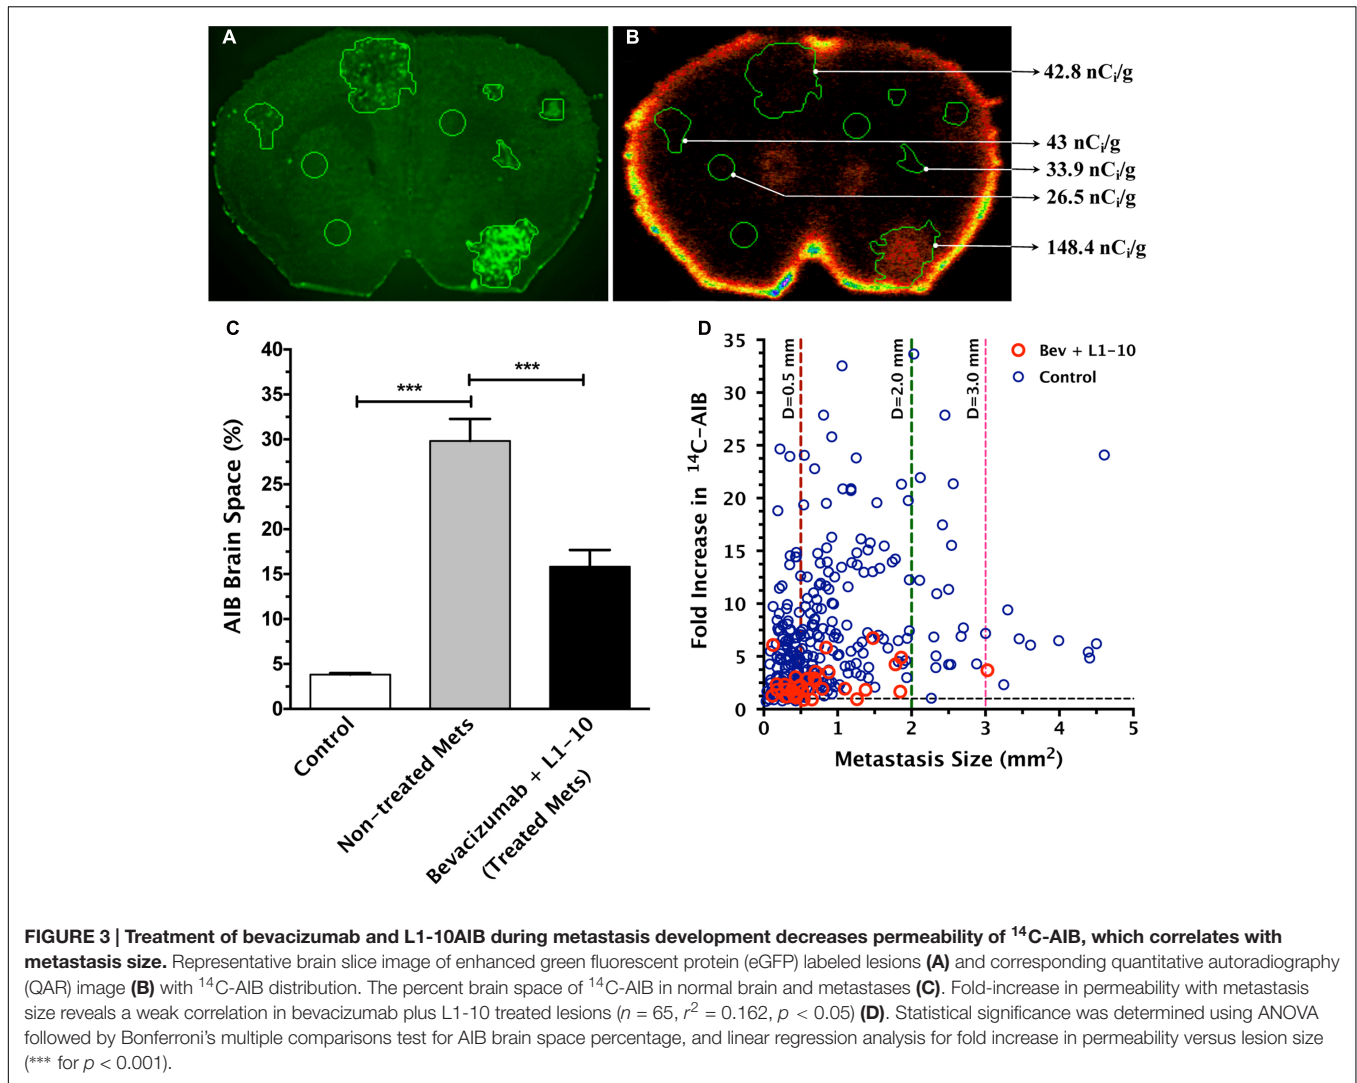 A
B
42.8 nCi/g
43 nCi/g
33.9 nCi/g
26.5 nCi/g
148.4 nCi/g
C
AIB Brain Space (%)
40
35
30
25
20
15
10
5
0
***
***
Control
Non-treated Mets
Bevacizumab + L1-10
(Treated Mets)
D
Fold Increase in ¹⁴C-AIB
35
30
25
20
15
10
5
0
D=0.5 mm
D=2.0 mm
D=3.0 mm
Bev + L1-10
Control
0 1 2 3 4 5
Metastasis Size (mm²)
FIGURE 3 | Treatment of bevacizumab and L1-10AIB during metastasis development decreases permeability of ¹⁴C-AIB, which correlates with
metastasis size. Representative brain slice image of enhanced green fluorescent protein (eGFP) labeled lesions (A) and corresponding quantitative autoradiography
(QAR) image (B) with ¹⁴C-AIB distribution. The percent brain space of ¹⁴C-AIB in normal brain and metastases (C). Fold-increase in permeability with metastasis
size reveals a weak correlation in bevacizumab plus L1-10 treated lesions (n = 65, r² = 0.162, p < 0.05) (D). Statistical significance was determined using ANOVA
followed by Bonferroni's multiple comparisons test for AIB brain space percentage, and linear regression analysis for fold increase in permeability versus lesion size
(*** for p < 0.001).